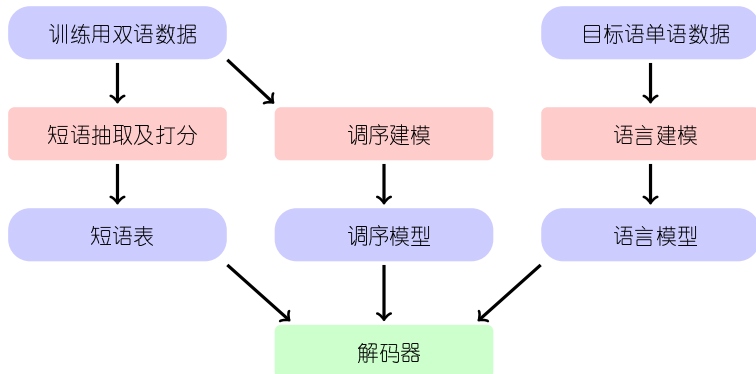 训练用双语数据
目标语单语数据
短语抽取及打分
调序建模
语言建模
短语表
调序模型
语言模型
解码器